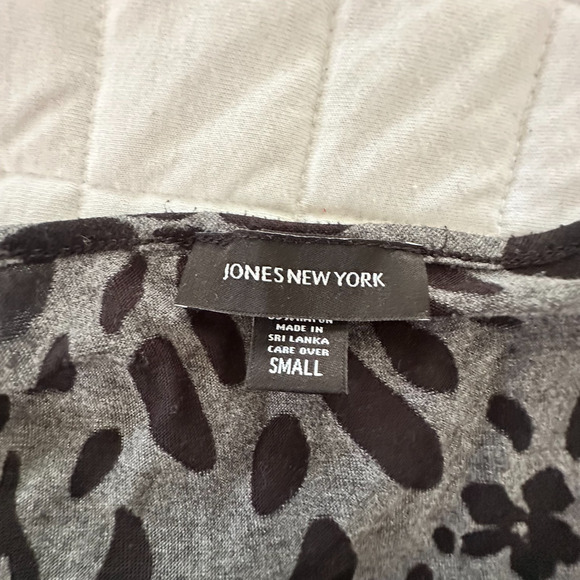 JONES NEW YORK
MADE IN
SRI LANKA
CARE OVER
SMALL